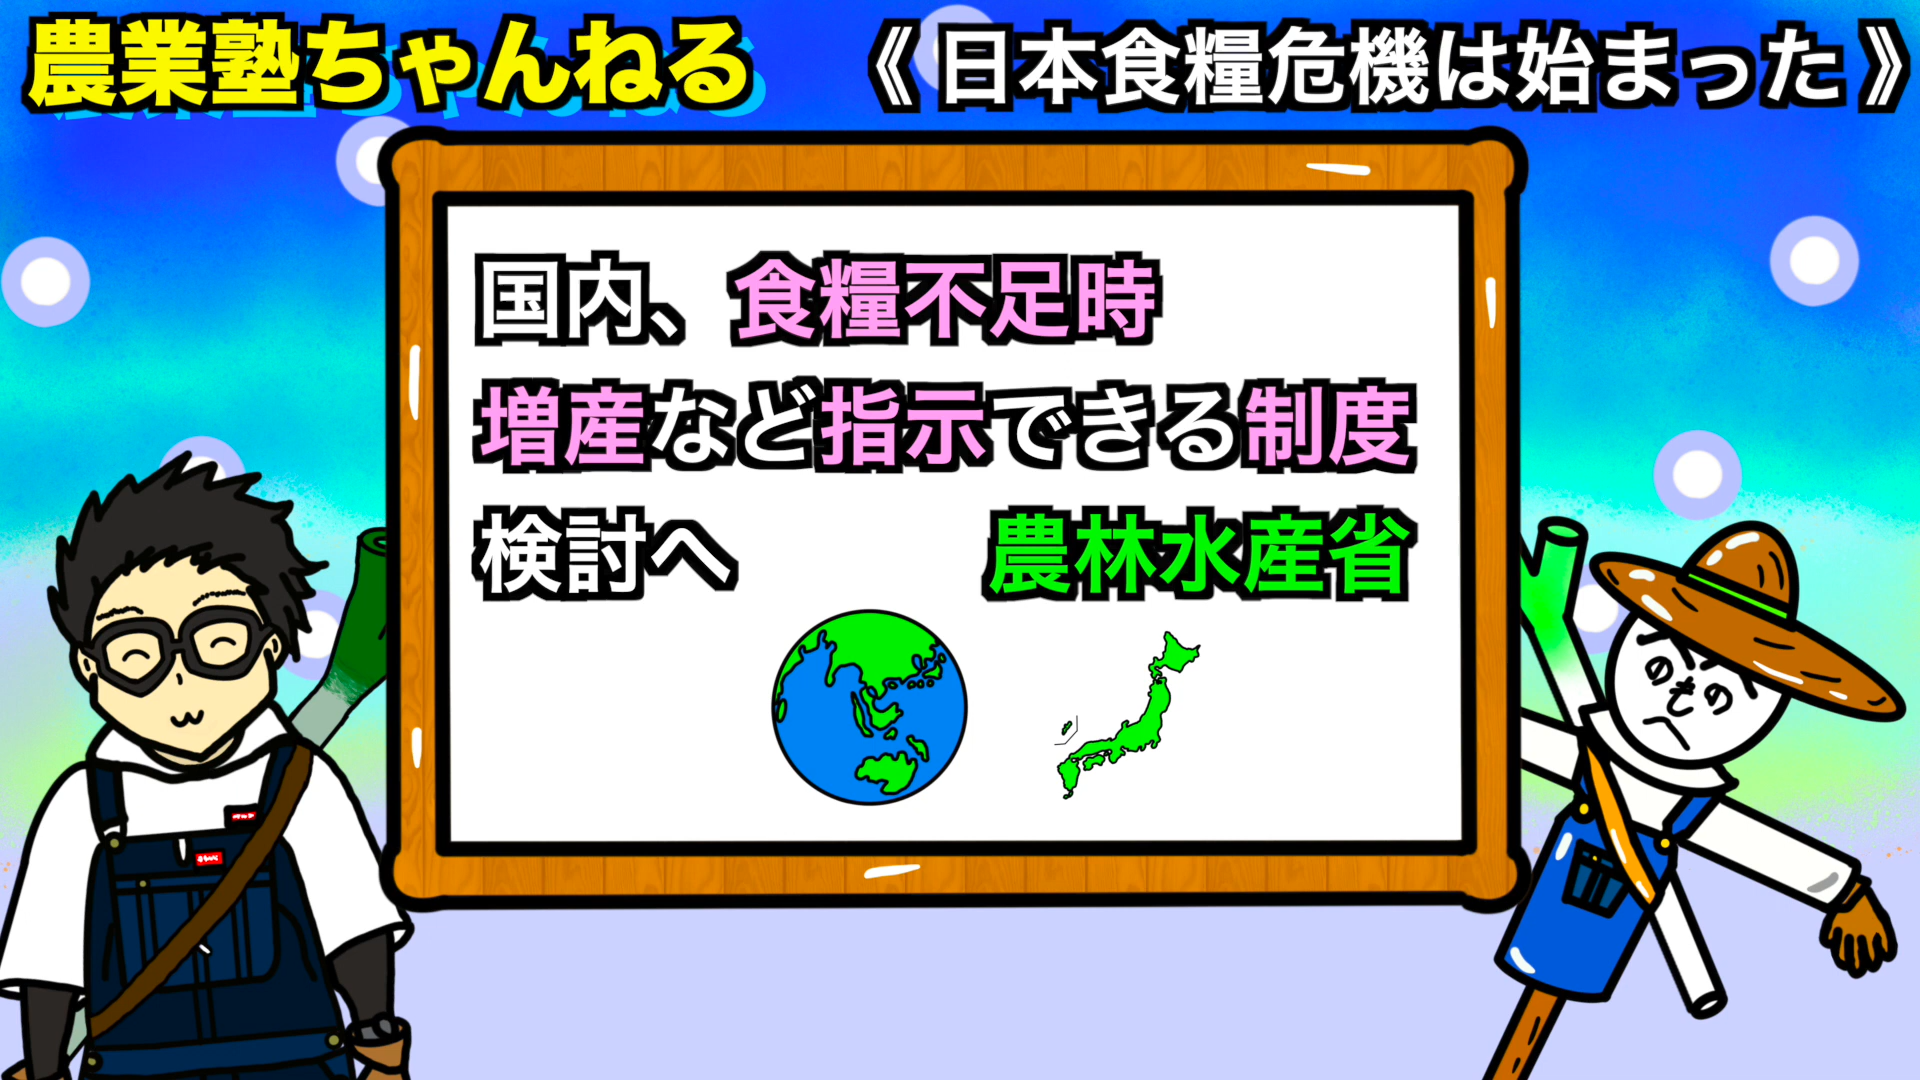 農業塾ちゃんねる
《日本食糧危機は始まった》
国内、食糧不足時
増産など指示できる制度
検討へ 農林水産省